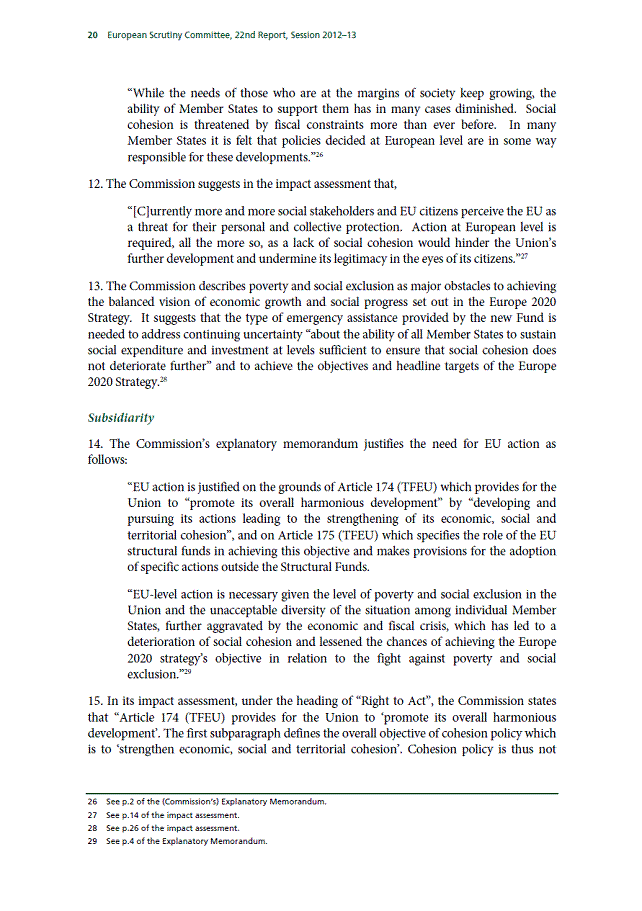 20 European Scrutiny Committee, 22nd Report, Session 2012–13
“While the needs of those who are at the margins of society keep growing, the
ability of Member States to support them has in many cases diminished. Social
cohesion is threatened by fiscal constraints more than ever before. In many
Member States it is felt that policies decided at European level are in some way
responsible for these developments.”26
12. The Commission suggests in the impact assessment that,
“[C]urrently more and more social stakeholders and EU citizens perceive the EU as
a threat for their personal and collective protection. Action at European level is
required, all the more so, as a lack of social cohesion would hinder the Union’s
further development and undermine its legitimacy in the eyes of its citizens.”27
13. The Commission describes poverty and social exclusion as major obstacles to achieving
the balanced vision of economic growth and social progress set out in the Europe 2020
Strategy. It suggests that the type of emergency assistance provided by the new Fund is
needed to address continuing uncertainty “about the ability of all Member States to sustain
social expenditure and investment at levels sufficient to ensure that social cohesion does
not deteriorate further” and to achieve the objectives and headline targets of the Europe
2020 Strategy.28
Subsidiarity
14. The Commission’s explanatory memorandum justifies the need for EU action as
follows:
“EU action is justified on the grounds of Article 174 (TFEU) which provides for the
Union to “promote its overall harmonious development” by “developing and
pursuing its actions leading to the strengthening of its economic, social and
territorial cohesion”, and on Article 175 (TFEU) which specifies the role of the EU
structural funds in achieving this objective and makes provisions for the adoption
of specific actions outside the Structural Funds.
“EU-level action is necessary given the level of poverty and social exclusion in the
Union and the unacceptable diversity of the situation among individual Member
States, further aggravated by the economic and fiscal crisis, which has led to a
deterioration of social cohesion and lessened the chances of achieving the Europe
2020 strategy’s objective in relation to the fight against poverty and social
exclusion.”29
15. In its impact assessment, under the heading of “Right to Act”, the Commission states
that “Article 174 (TFEU) provides for the Union to ‘promote its overall harmonious
development’. The first subparagraph defines the overall objective of cohesion policy which
is to ‘strengthen economic, social and territorial cohesion’. Cohesion policy is thus not
26 See p.2 of the (Commission’s) Explanatory Memorandum.
27 See p.14 of the impact assessment.
28 See p.26 of the impact assessment.
29 See p.4 of the Explanatory Memorandum.